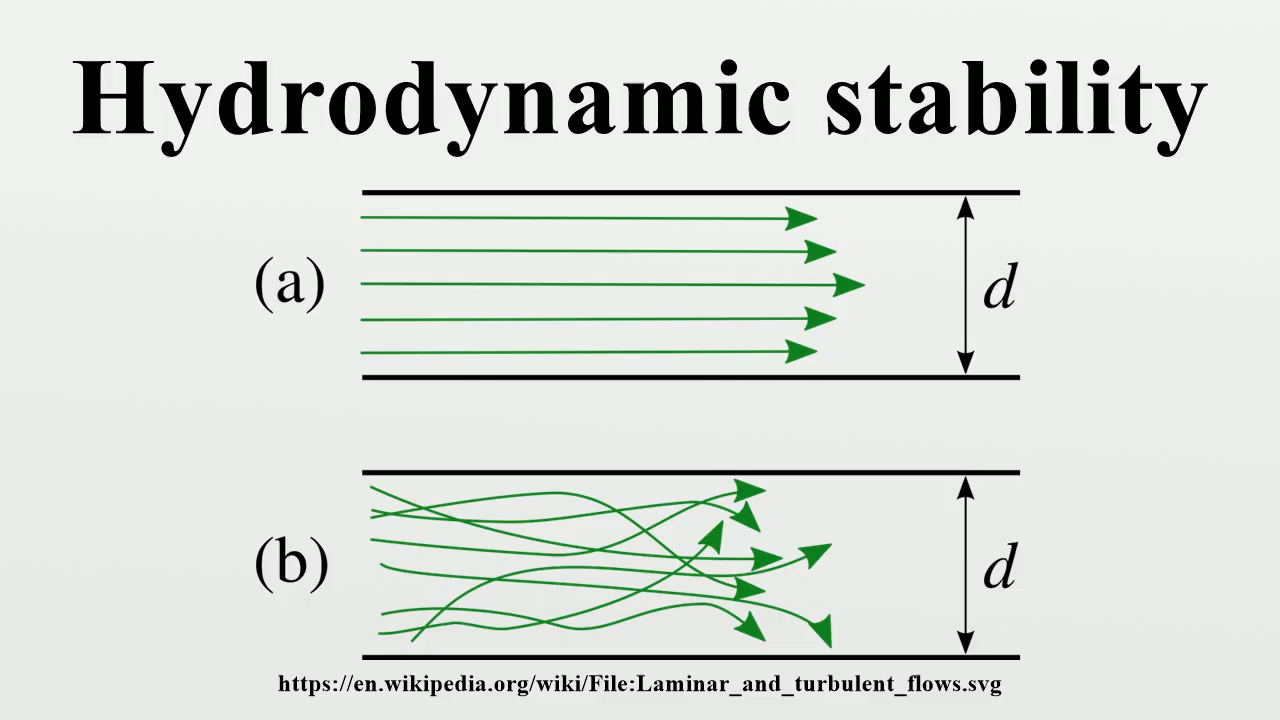 Hydrodynamic stability
(a)
d
(b)
d
https://en.wikipedia.org/wiki/File:Laminar_and_turbulent_flows.svg